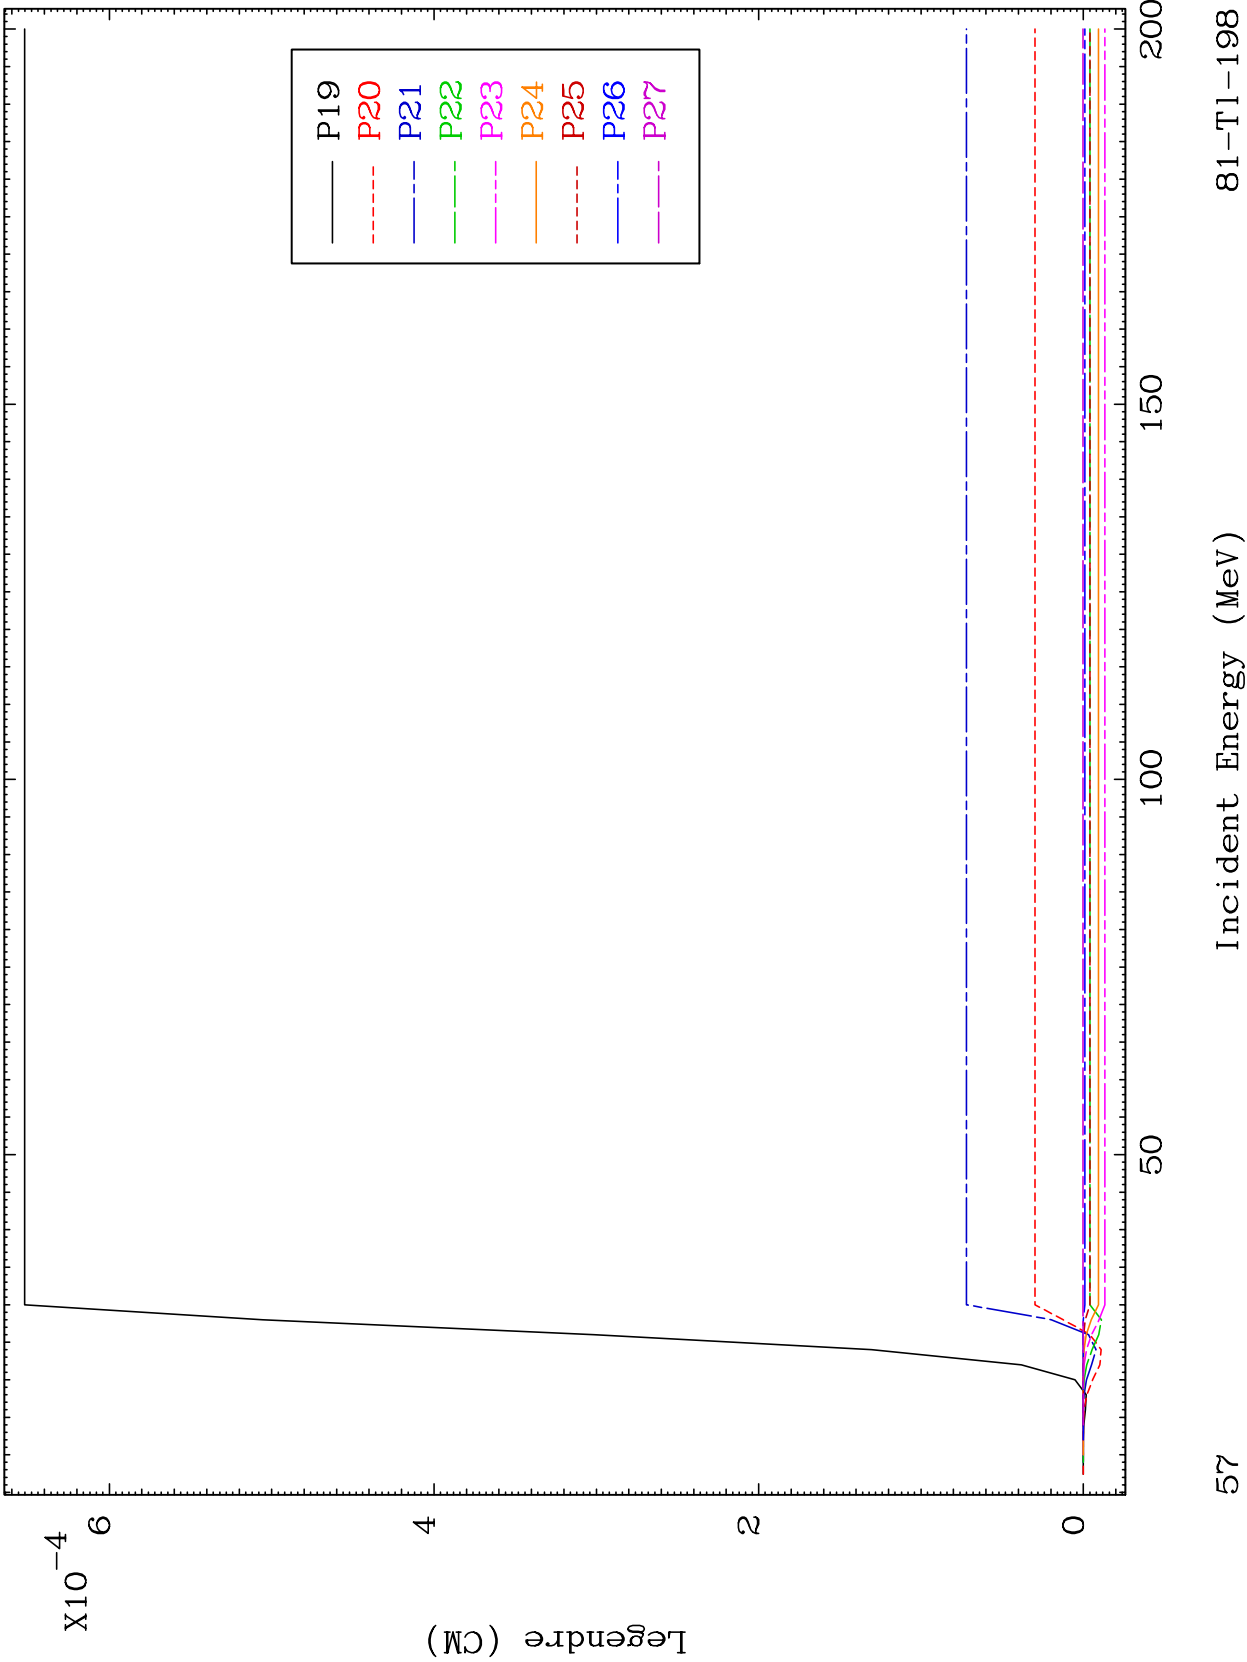 X10-4
6
4
2
0
Legendre (CM)
P19
P20
P21
P22
P23
P24
P25
P26
P27
50
100
150
200
Incident Energy (MeV)
57
81-Tl-198